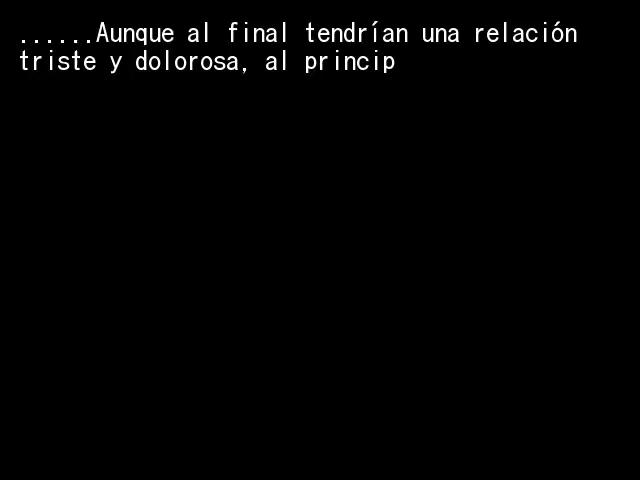 ......Aunque al final tendrían una relación
triste y dolorosa, al princip